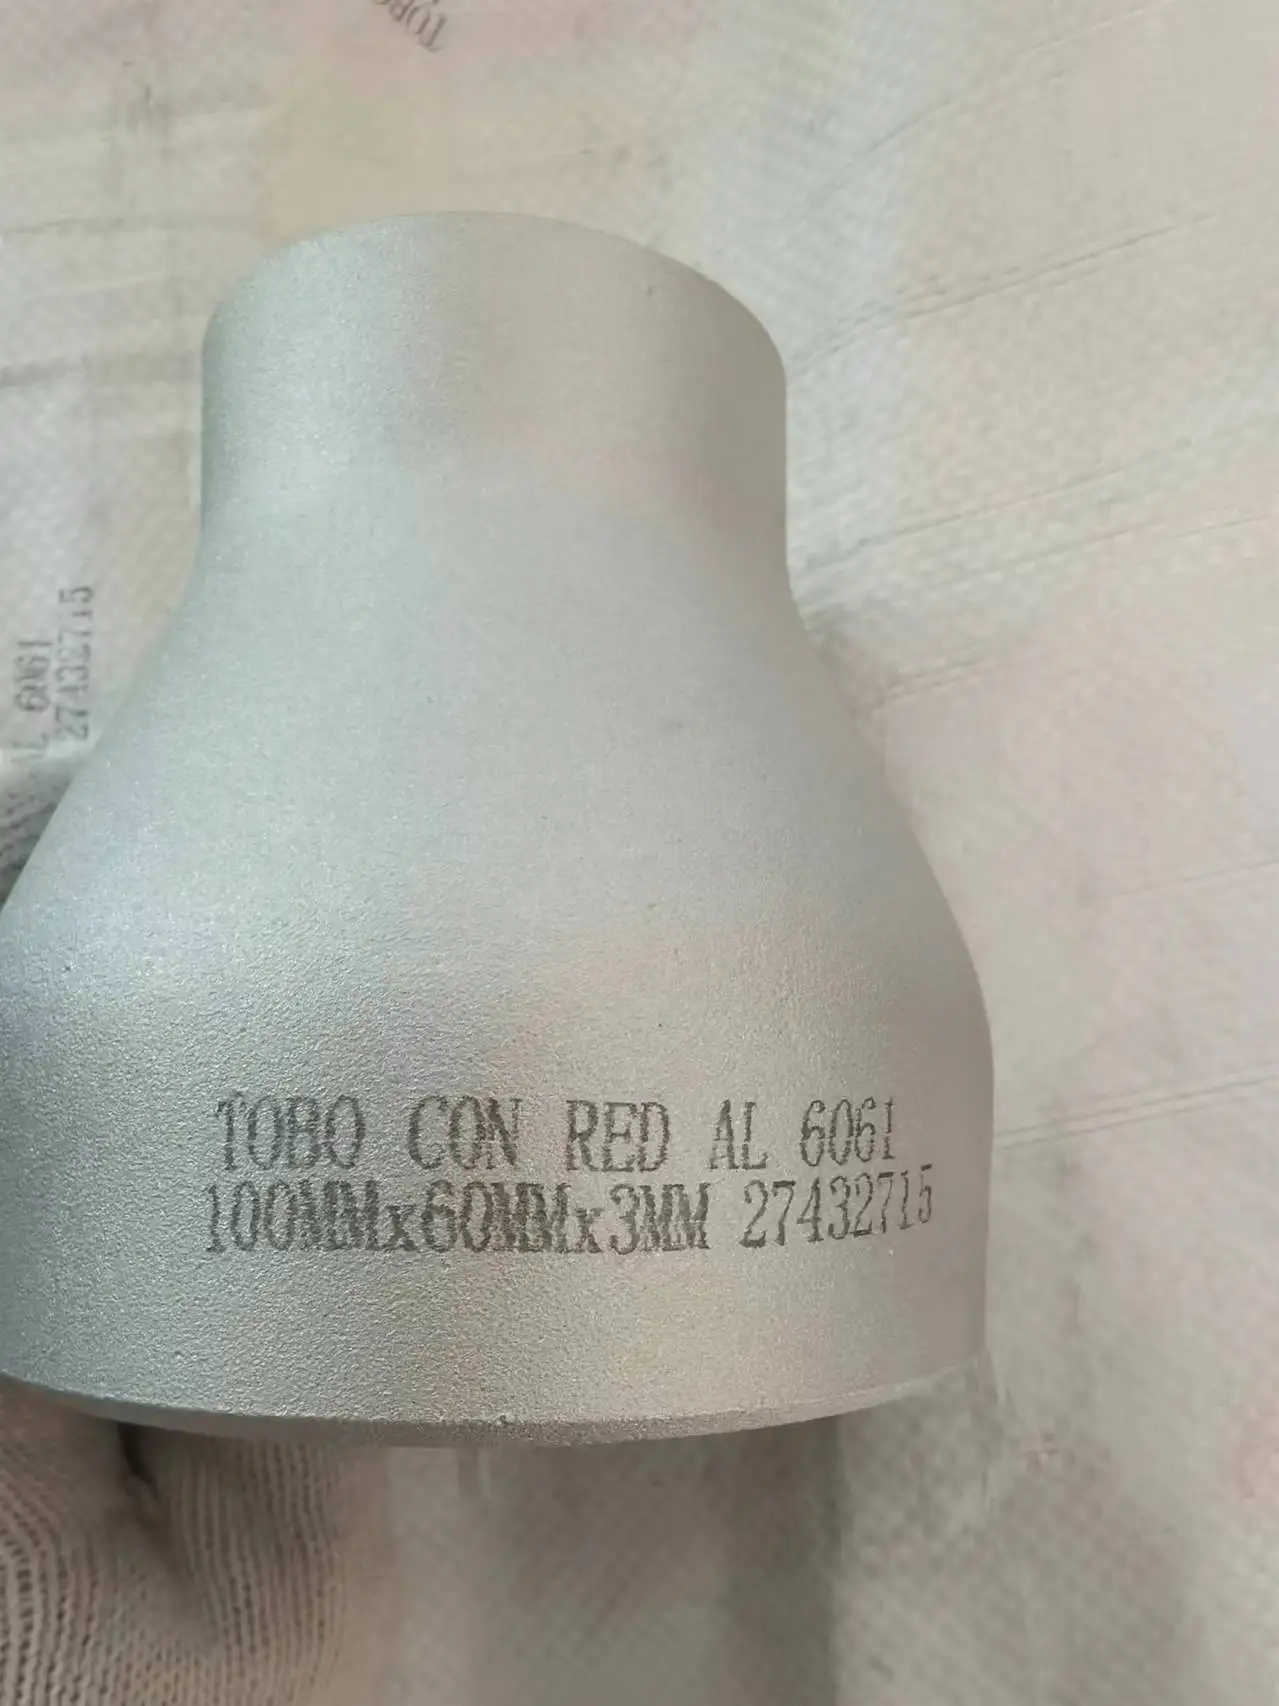 TOBO CON RED AL 6061
100MMx60MMx3MM 27432715
AL 6061
27432715